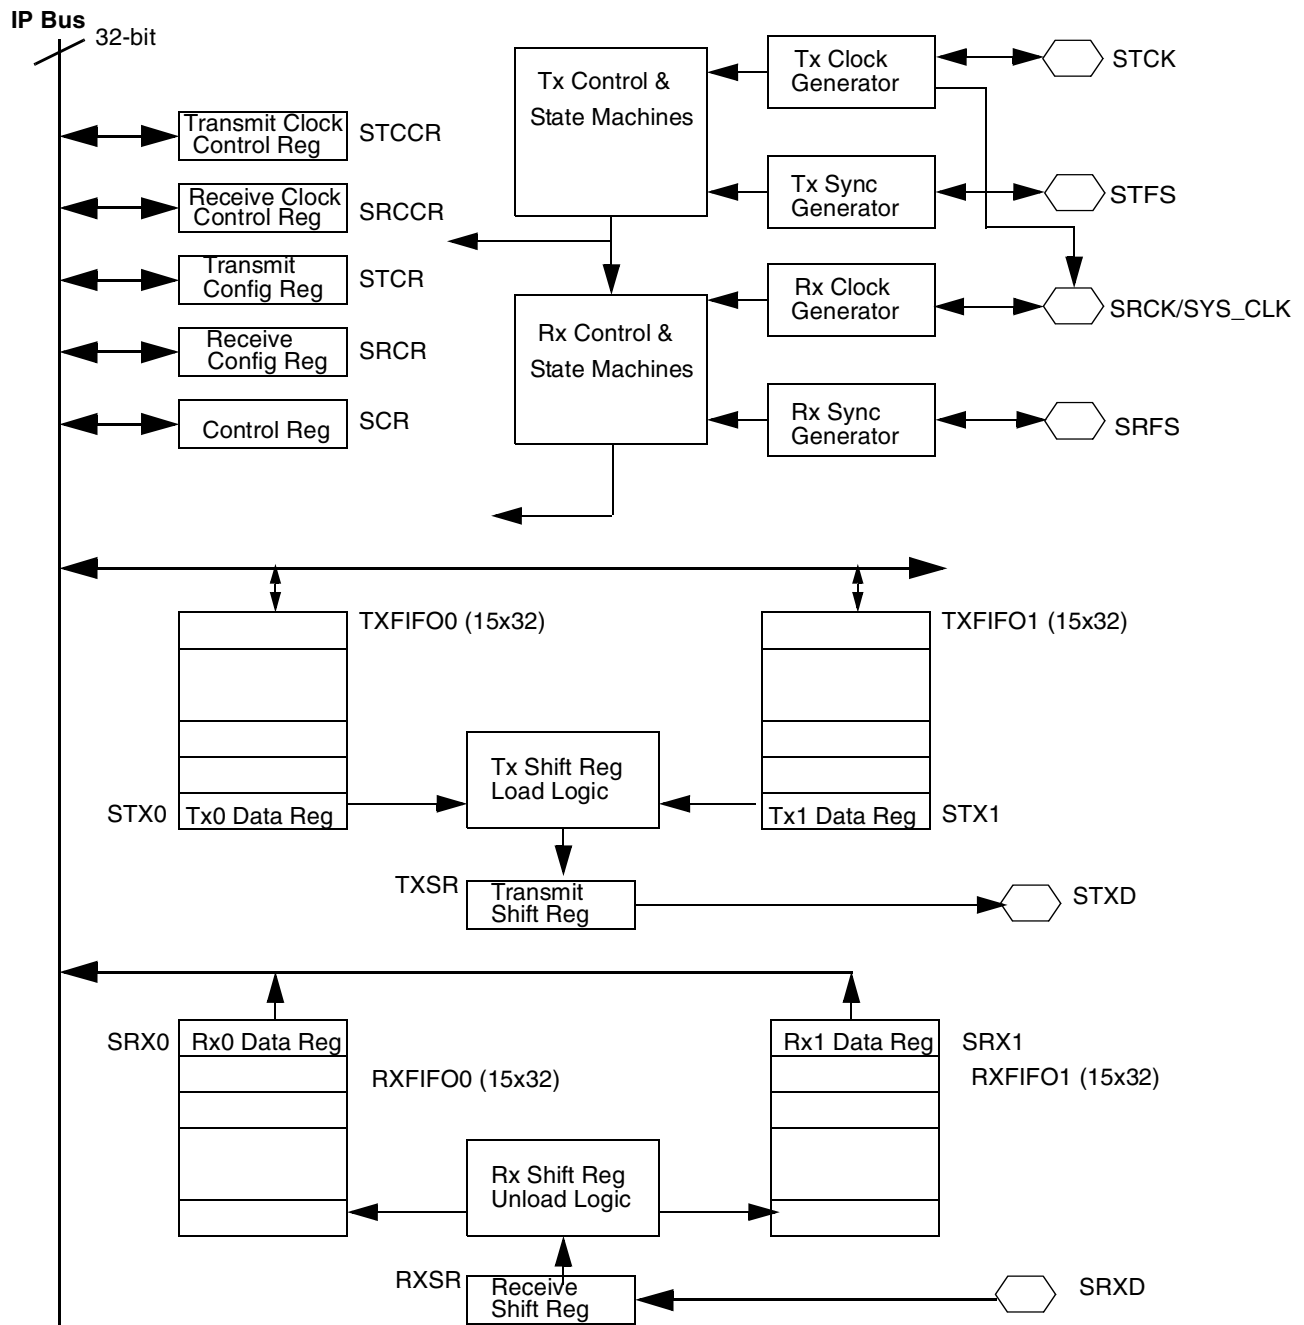 IP Bus
32-bit
Transmit Clock
Control Reg
STCCR
Receive Clock
Control Reg
SRCCR
Transmit
Config Reg
STCR
Receive
Config Reg
SRCR
Control Reg
SCR
Tx Control &
State Machines
Tx Clock
Generator
STCK
Tx Sync
Generator
STFS
Rx Control &
State Machines
Rx Clock
Generator
SRCK/SYS_CLK
Rx Sync
Generator
SRFS
TXFIFO0 (15x32)
TXFIFO1 (15x32)
STX0
Tx0 Data Reg
Tx Shift Reg
Load Logic
Tx1 Data Reg
STX1
TXSR
Transmit
Shift Reg
STXD
SRX0
Rx0 Data Reg
RXFIFO0 (15x32)
Rx1 Data Reg
SRX1
RXFIFO1 (15x32)
Rx Shift Reg
Unload Logic
RXSR
Receive
Shift Reg
SRXD